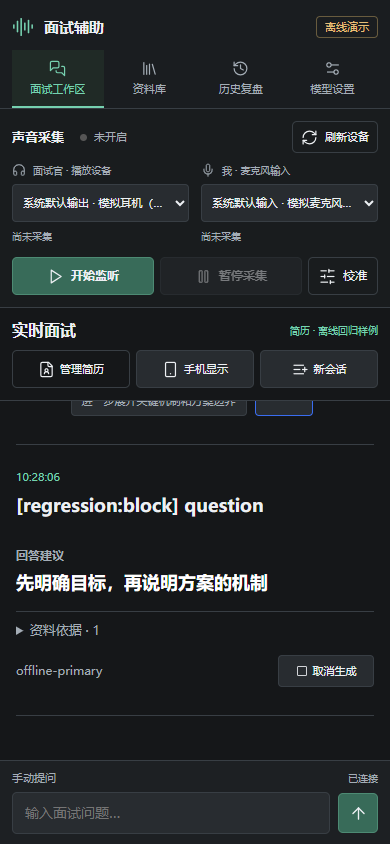 面试辅助
离线演示
面试工作区
资料库
历史复盘
模型设置
声音采集
未开启
刷新设备
面试官 · 播放设备
我 · 麦克风输入
系统默认输出 · 模拟耳机（...
系统默认输入 · 模拟麦克风...
尚未采集
尚未采集
开始监听
暂停采集
校准
实时面试
简历 · 离线回归样例
管理简历
手机显示
新会话
进一步展开关键机制和方案边界
10:28:06
[regression:block] question
回答建议
先明确目标，再说明方案的机制
资料依据 · 1
offline-primary
取消生成
手动提问
已连接
输入面试问题...